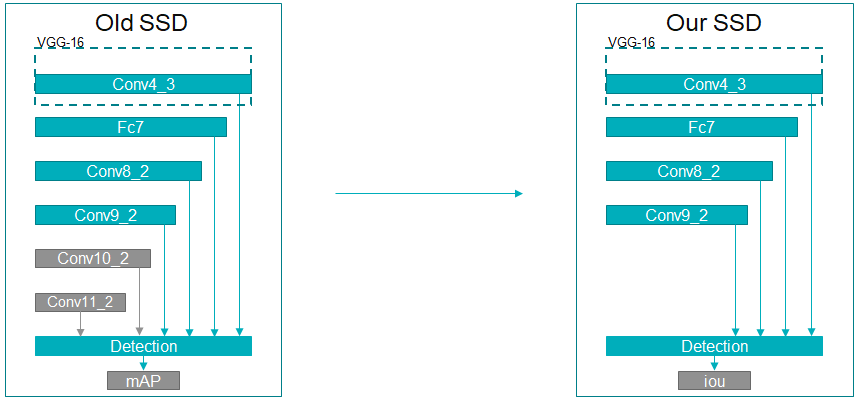 Old SSD
VGG-16
Conv4_3
Fc7
Conv8_2
Conv9_2
Conv10_2
Conv11_2
Detection
mAP
Our SSD
VGG-16
Conv4_3
Fc7
Conv8_2
Conv9_2
Detection
iou